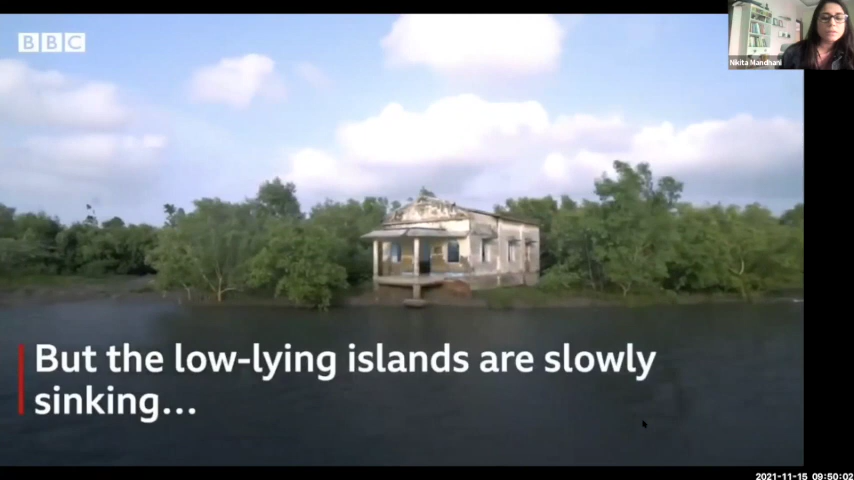 BBC
Nikita Mandhani
But the low-lying islands are slowly
sinking...
2021-11-15 09:50:02